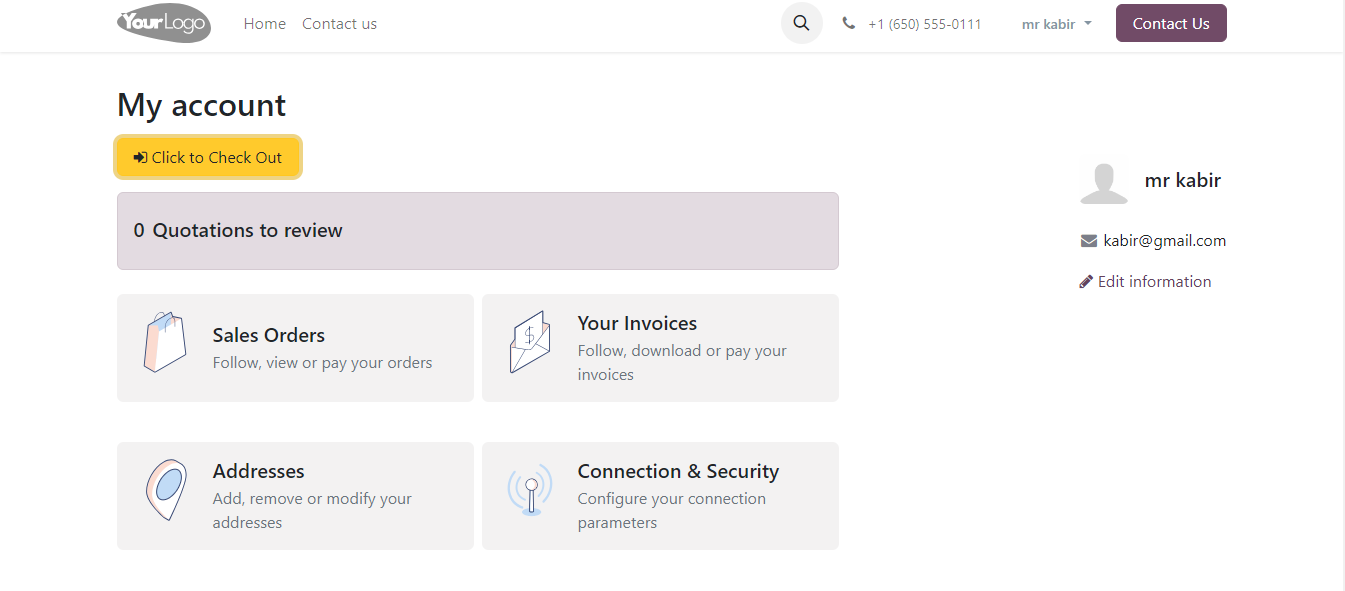 YourLogo
Home
Contact us
+1 (650) 555-0111
mr kabir
Contact Us
My account
Click to Check Out
mr kabir
0 Quotations to review
kabir@gmail.com
Edit information
Sales Orders
Follow, view or pay your orders
Your Invoices
Follow, download or pay your
invoices
$
Addresses
Add, remove or modify your
addresses
Connection & Security
Configure your connection
parameters